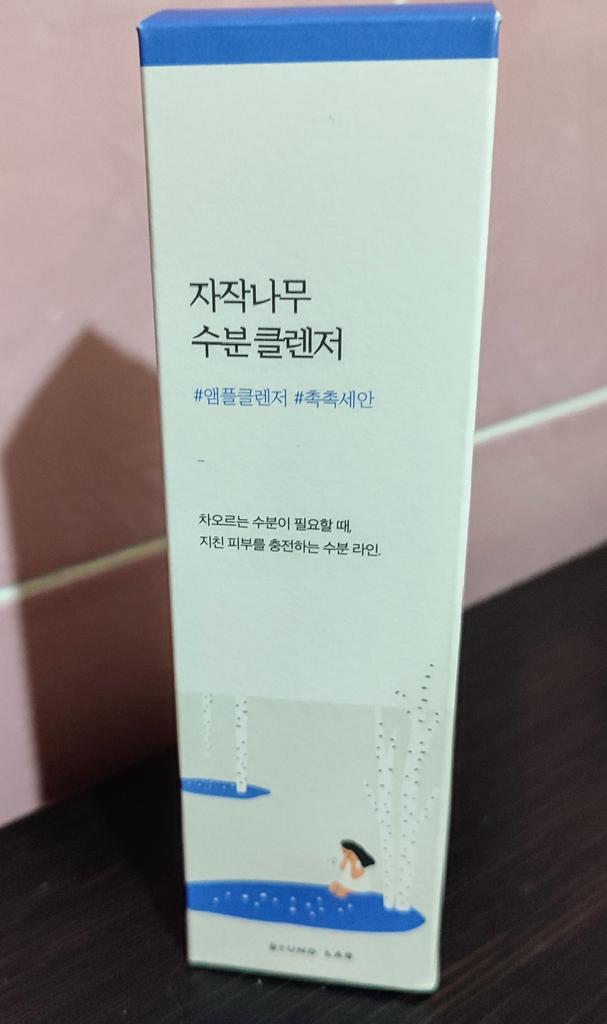 자작나무
수분 클렌저
#앰플클렌저 #촉촉세안
–
차오르는 수분이 필요할 때,
지친 피부를 충전하는 수분 라인.
ROUND LAB